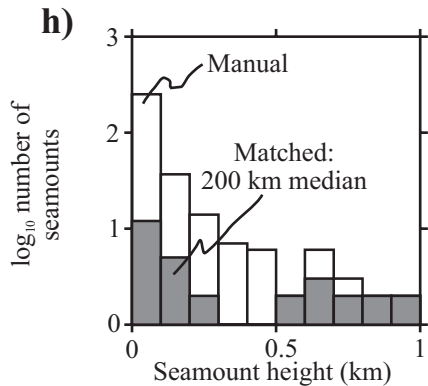 h)
3
2
1
0
log₁₀ number of
seamounts
Manual
Matched:
200 km median
0
0.5
1
Seamount height (km)